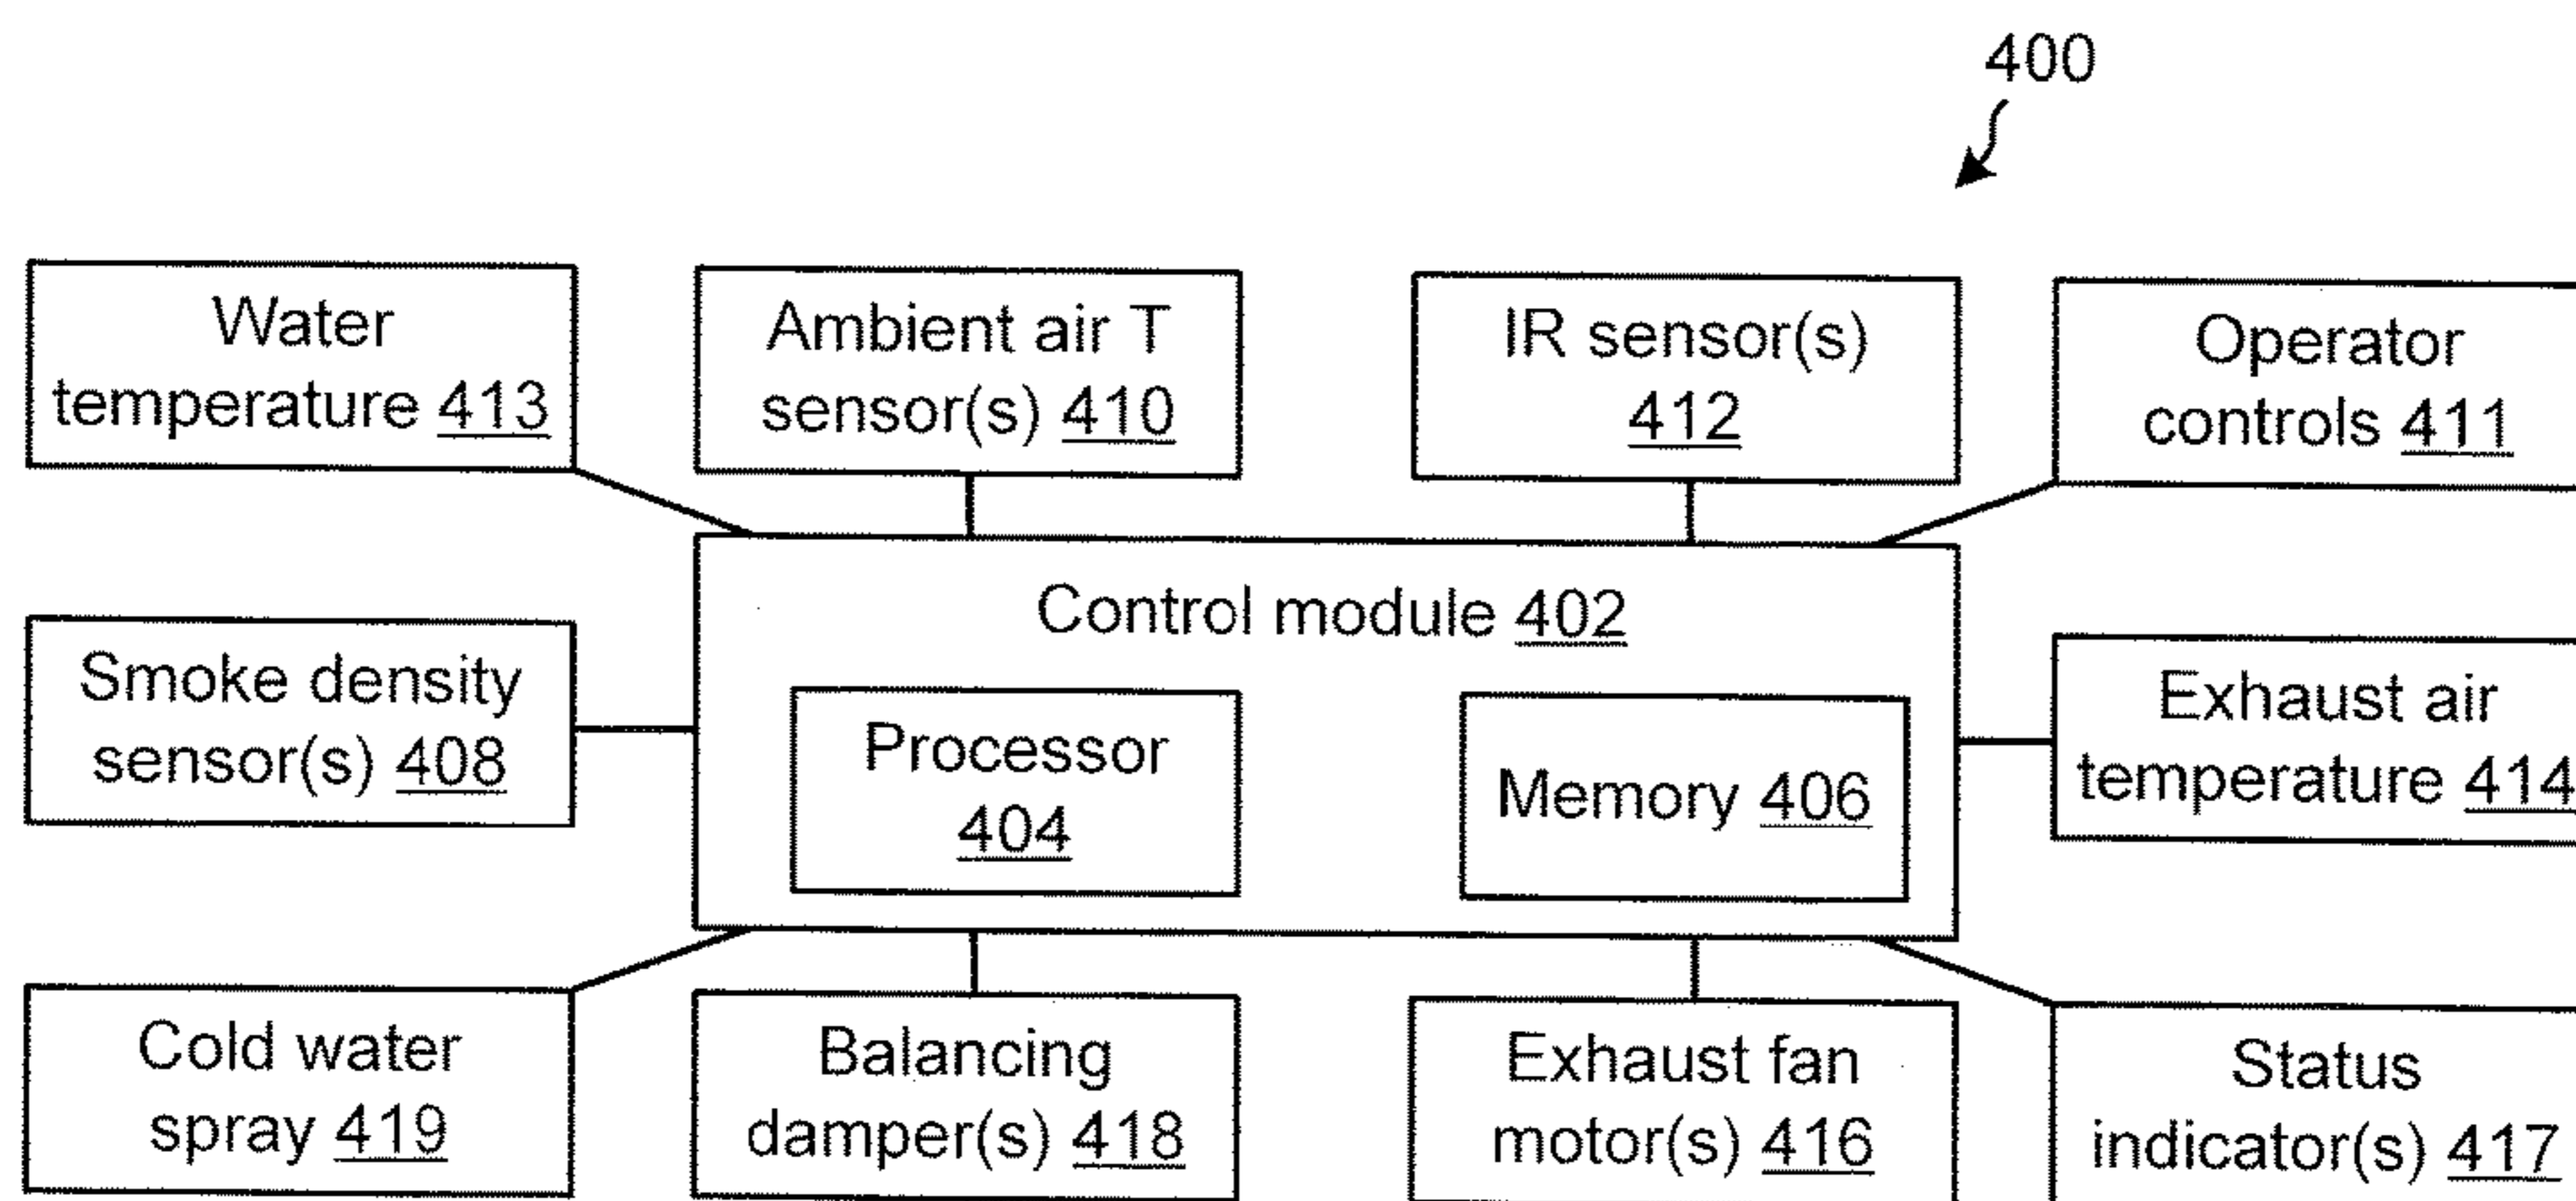 400
Water
temperature 413
Ambient air T
sensor(s) 410
IR sensor(s)
412
Operator
controls 411
Control module 402
Smoke density
sensor(s) 408
Processor
404
Memory 406
Exhaust air
temperature 414
Cold water
spray 419
Balancing
damper(s) 418
Exhaust fan
motor(s) 416
Status
indicator(s) 417